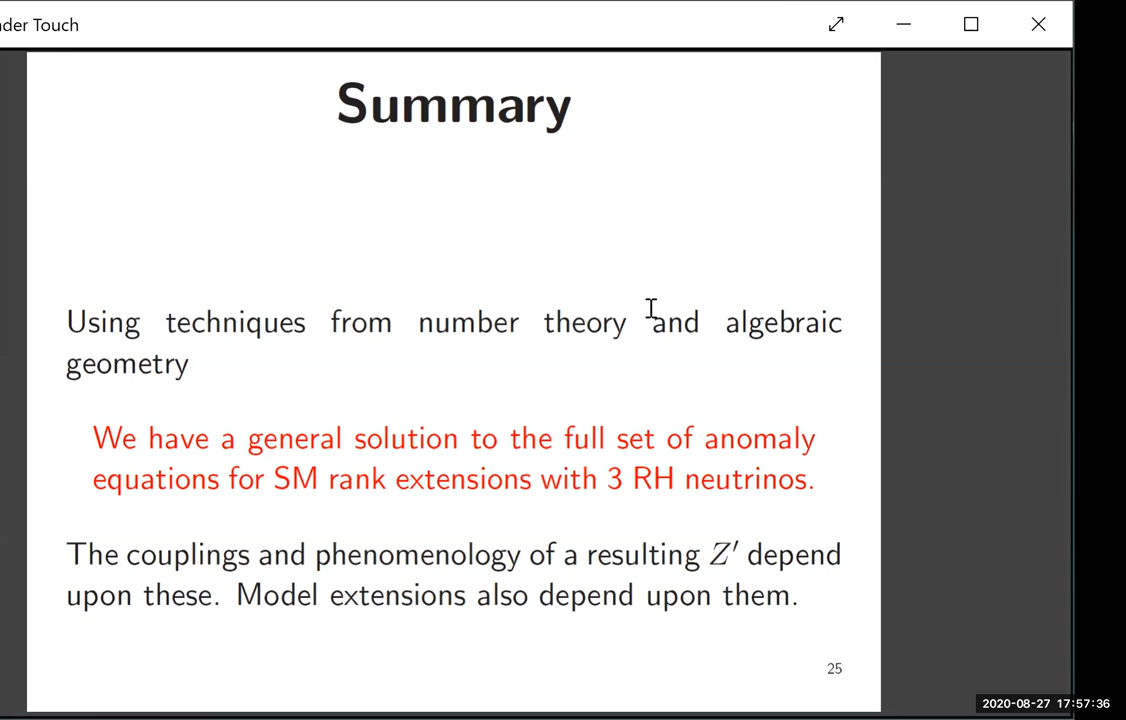 der Touch
Summary
Using techniques from number theory and algebraic
geometry
We have a general solution to the full set of anomaly
equations for SM rank extensions with 3 RH neutrinos.
The couplings and phenomenology of a resulting Z′ depend
upon these. Model extensions also depend upon them.
25
2020-08-27 17:57:36